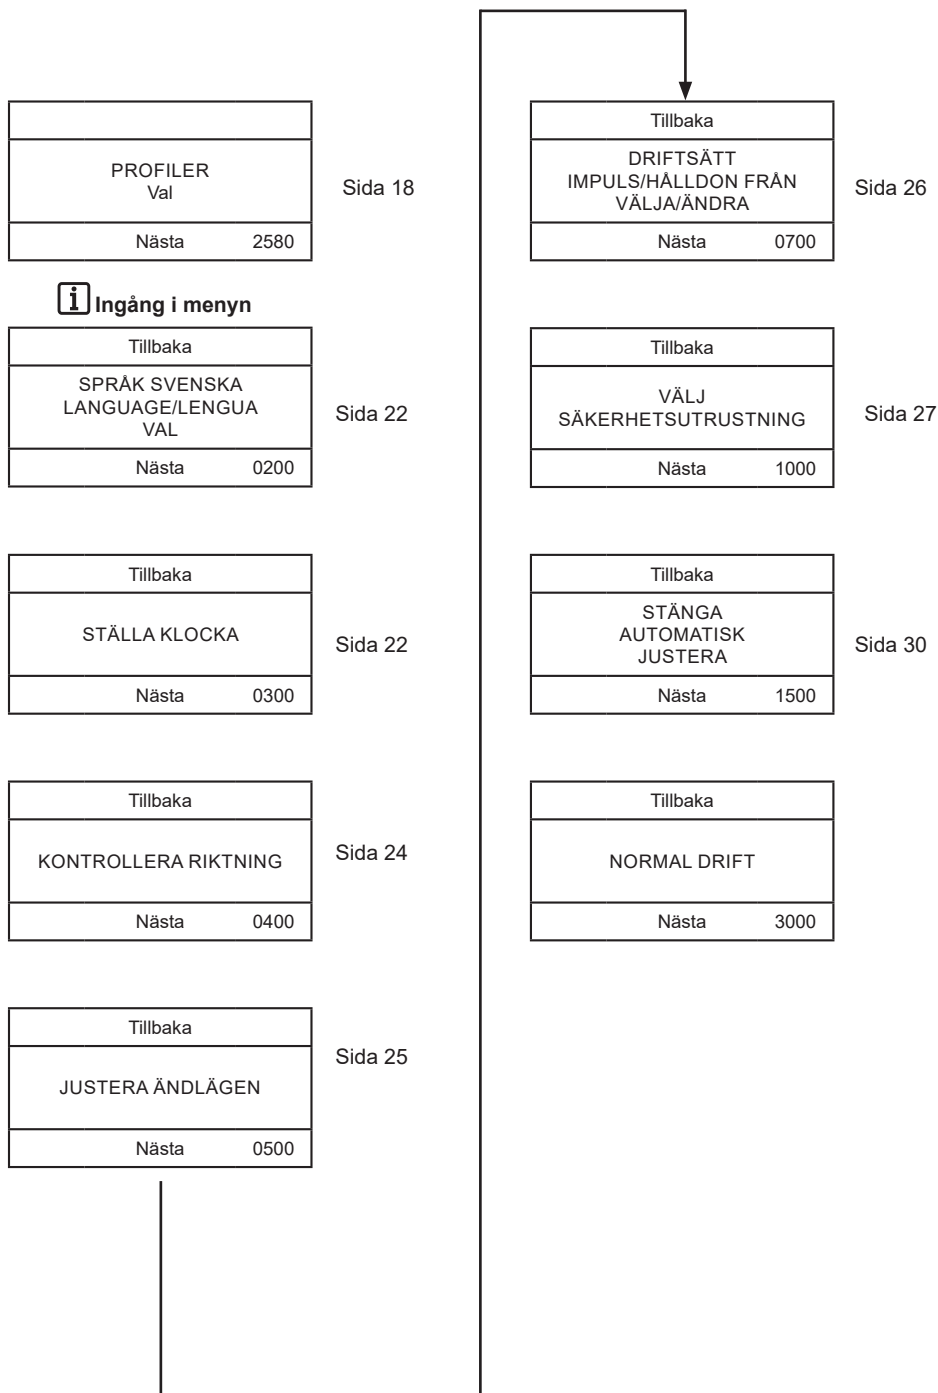 PROFILER
Val
Sida 18
Nästa 2580
i Ingång i menyn
Tillbaka
SPRÅK SVENSKA
LANGUAGE/LENGUA
VAL
Sida 22
Nästa 0200
Tillbaka
STÄLLA KLOCKA
Sida 22
Nästa 0300
Tillbaka
KONTROLLERA RIKTNING
Sida 24
Nästa 0400
Tillbaka
JUSTERA ÄNDLÄGEN
Sida 25
Nästa 0500
Tillbaka
DRIFTSÄTT
IMPULS/HÅLLDON FRÅN
VÄLJA/ÄNDRA
Sida 26
Nästa 0700
Tillbaka
VÄLJ
SÄKERHETSUTRUSTNING
Sida 27
Nästa 1000
Tillbaka
STÄNGA
AUTOMATISK
JUSTERA
Sida 30
Nästa 1500
Tillbaka
NORMAL DRIFT
Nästa 3000